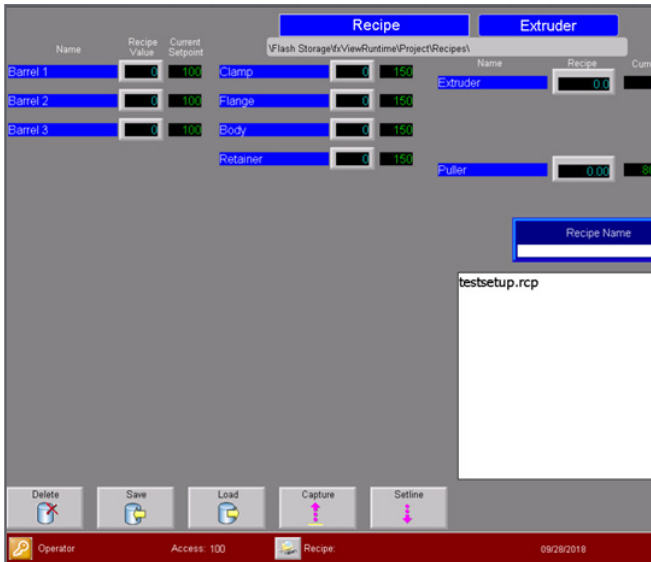 Recipe Extruder
\Flash Storage\fxViewRuntime\Project\Recipes\
Name Recipe Value Current Setpoint
Name Recipe
Barrel 1 0 100 Clamp 0 150
Extruder 0.0
Barrel 2 0 100 Flange 0 150
Barrel 3 0 100 Body 0 150
Retainer 0 150
Puller 0.00
Recipe Name
testsetup.rcp
Delete Save Load Capture Setline
Operator Access: 100 Recipe: 09/28/2018